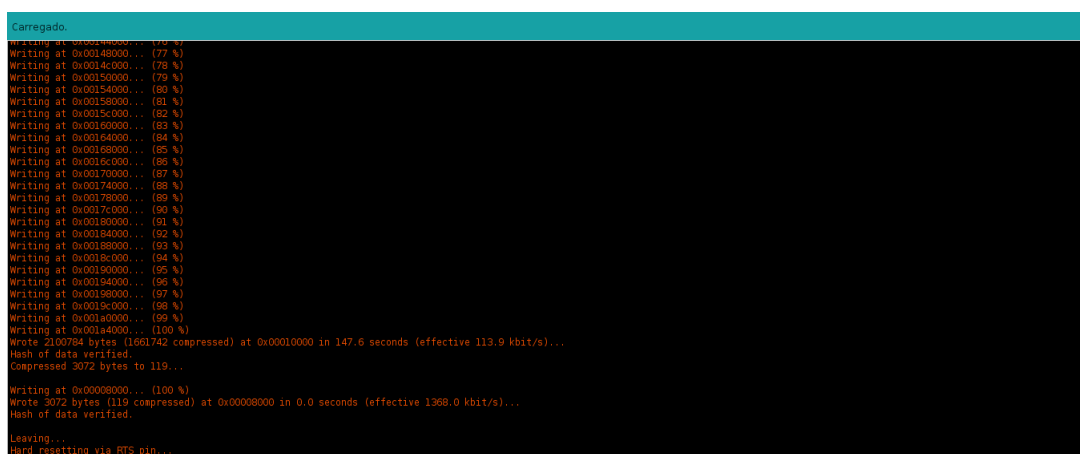 Carregado.
Writing at 0x00144000... (76 %)
Writing at 0x00148000... (77 %)
Writing at 0x0014c000... (78 %)
Writing at 0x00150000... (79 %)
Writing at 0x00154000... (80 %)
Writing at 0x00158000... (81 %)
Writing at 0x0015c000... (82 %)
Writing at 0x00160000... (83 %)
Writing at 0x00164000... (84 %)
Writing at 0x00168000... (85 %)
Writing at 0x0016c000... (86 %)
Writing at 0x00170000... (87 %)
Writing at 0x00174000... (88 %)
Writing at 0x00178000... (89 %)
Writing at 0x0017c000... (90 %)
Writing at 0x00180000... (91 %)
Writing at 0x00184000... (92 %)
Writing at 0x00188000... (93 %)
Writing at 0x0018c000... (94 %)
Writing at 0x00190000... (95 %)
Writing at 0x00194000... (96 %)
Writing at 0x00198000... (97 %)
Writing at 0x0019c000... (98 %)
Writing at 0x001a0000... (99 %)
Writing at 0x001a4000... (100 %)
Wrote 2100784 bytes (1661742 compressed) at 0x00010000 in 147.6 seconds (effective 113.9 kbit/s)...
Hash of data verified.
Compressed 3072 bytes to 119...
Writing at 0x00008000... (100 %)
Wrote 3072 bytes (119 compressed) at 0x00008000 in 0.0 seconds (effective 1368.0 kbit/s)...
Hash of data verified.
Leaving...
Hard resetting via RTS pin...